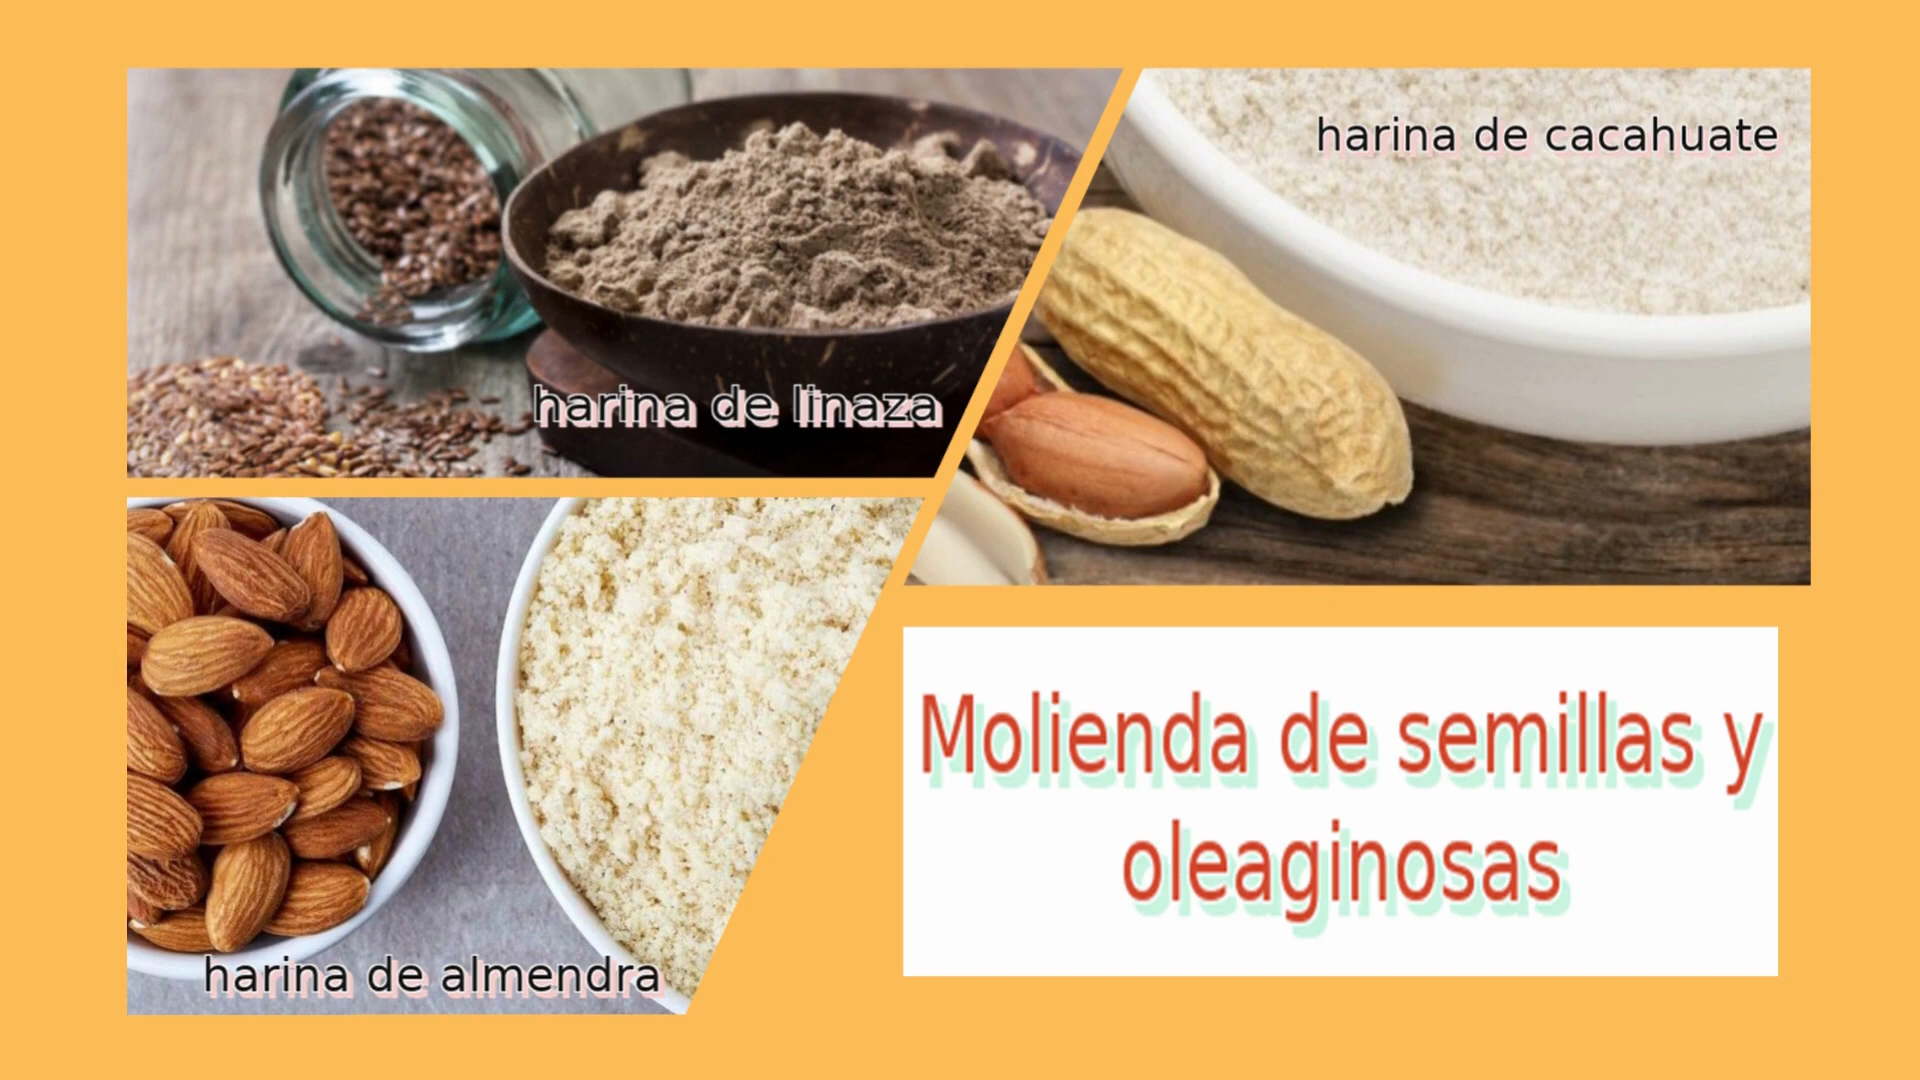 harina de cacahuate
harina de linaza
harina de almendra
Molienda de semillas y
oleaginosas